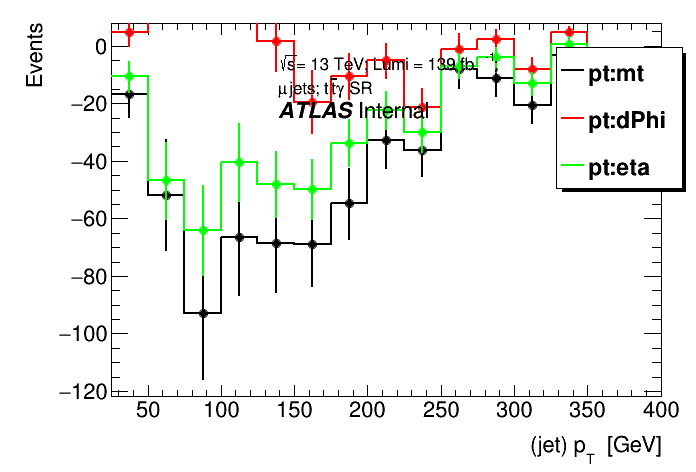 Events
0
−20
−40
−60
−80
−100
−120
√s= 13 TeV; Lumi = 139 fb
μjets; tt̄γ SR
ATLAS Internal
pt:mt
pt:dPhi
pt:eta
50 100 150 200 250 300 350 400
(jet) p_T [GeV]